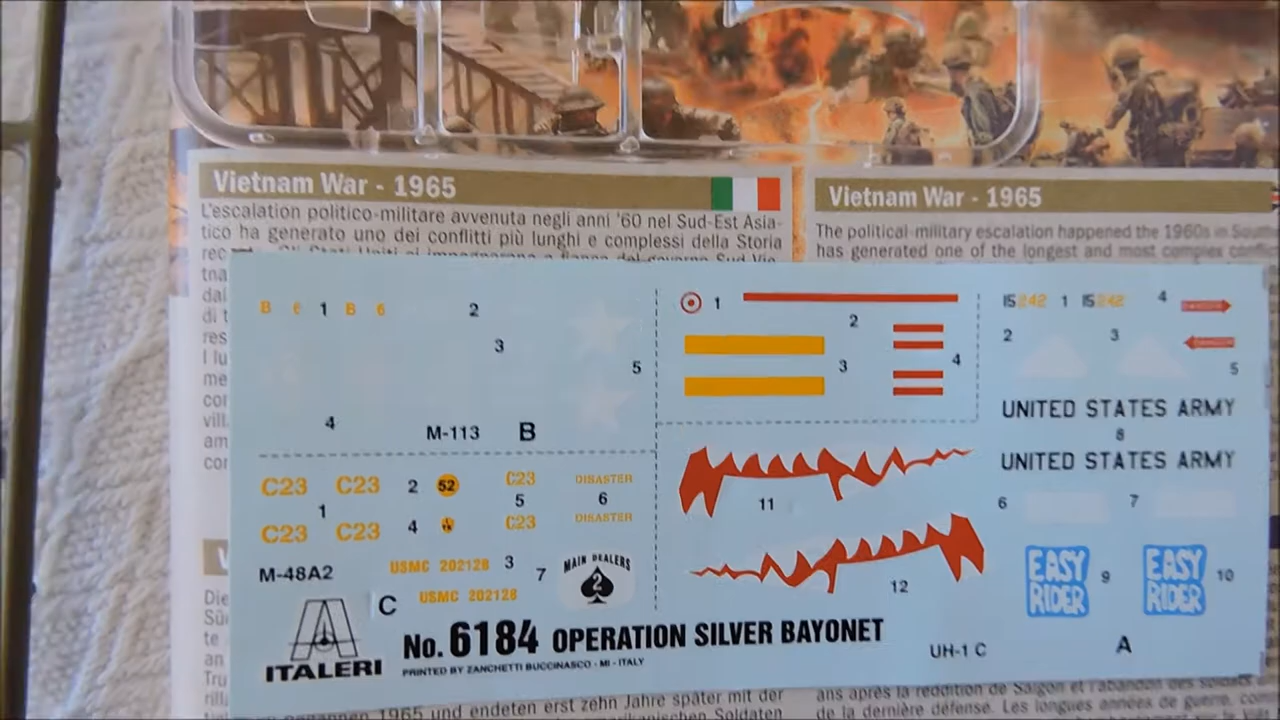 Vietnam War - 1965
L'escalation politico-militare avvenuta negli anni '60 nel Sud-Est Asia-
tico ha generato uno dei conflitti più lunghi e complessi della Storia
Vietnam War - 1965
The political-military escalation happened the 1960s in South
has generated one of the longest and most complex
B 6 1 B 6
2
3
5
4
M-113 B
1
2
3
4
IS 242 1 IS 242
4
2
3
5
UNITED STATES ARMY
8
UNITED STATES ARMY
6
7
C23 C23 2 52
C23
5
DISASTER
6
1
C23 C23 4
C23
DISASTER
USMC 202128 3
USMC 202128
7
MAIN DEALERS
2
M-48A2
C
11
12
EASY
RIDER
9
EASY
RIDER
10
ITALERI
No. 6184 OPERATION SILVER BAYONET
PRINTED BY ZANCHETTI BUCCINASCO - MI - ITALY
UH-1 C
A
1965 und endeten erst zehn Jahre später mit der
ans après la reddition de Saigon et l'abandon des
de la dernière défense. Les longues années de guerre,